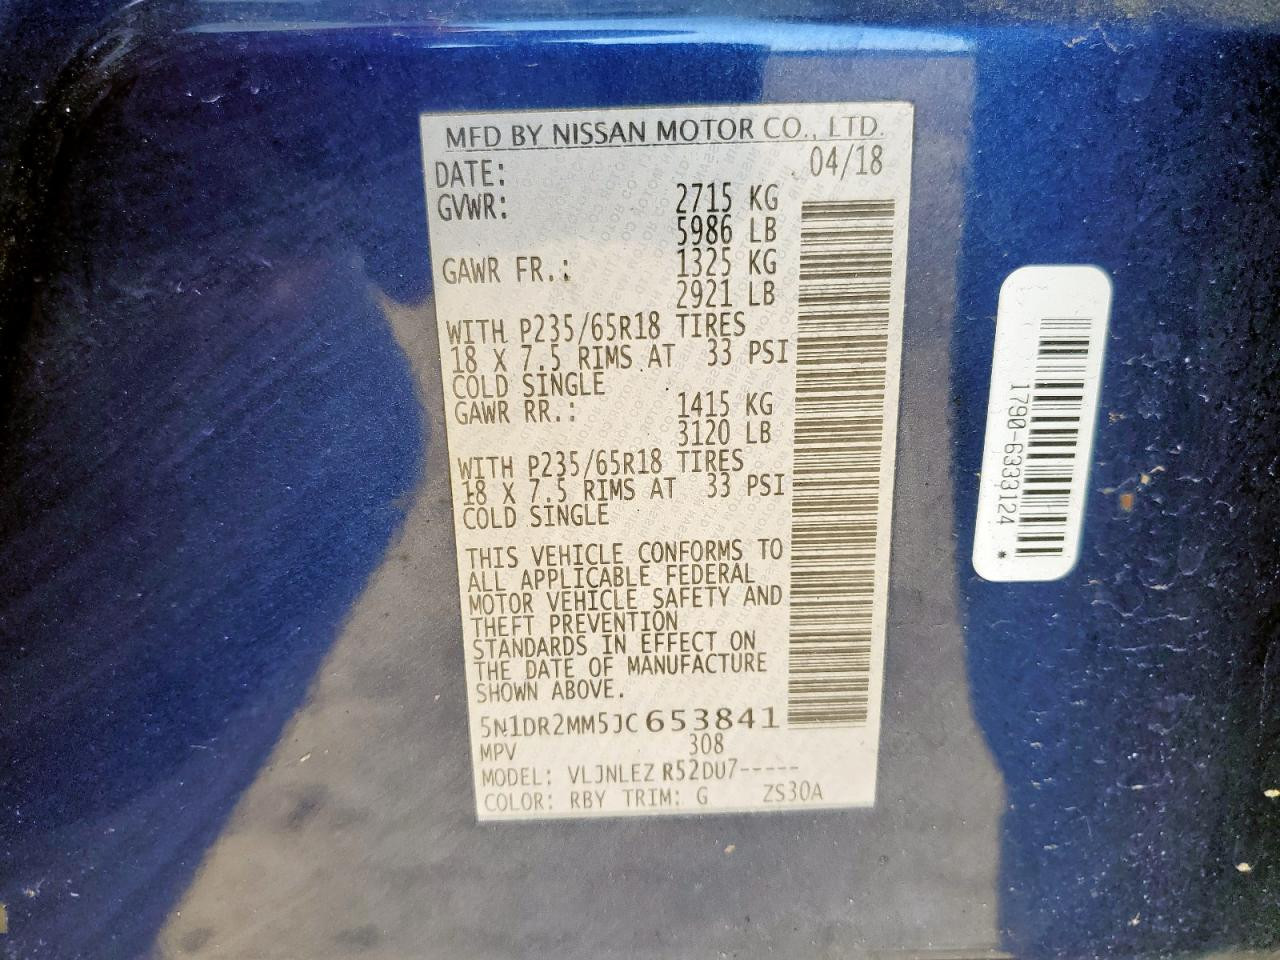 MFD BY NISSAN MOTOR CO., LTD.
DATE: 04/18
GVWR: 2715 KG
5986 LB
GAWR FR.: 1325 KG
2921 LB
WITH P235/65R18 TIRES
18 X 7.5 RIMS AT 33 PSI
COLD SINGLE
GAWR RR.: 1415 KG
3120 LB
WITH P235/65R18 TIRES
18 X 7.5 RIMS AT 33 PSI
COLD SINGLE
THIS VEHICLE CONFORMS TO
ALL APPLICABLE FEDERAL
MOTOR VEHICLE SAFETY AND
THEFT PREVENTION
STANDARDS IN EFFECT ON
THE DATE OF MANUFACTURE
SHOWN ABOVE.
5N1DR2MM5JC653841
MPV 308
MODEL: VLJNLEZ R52DU7-----
COLOR: RBY TRIM: G ZS30A
1790-6333124 *